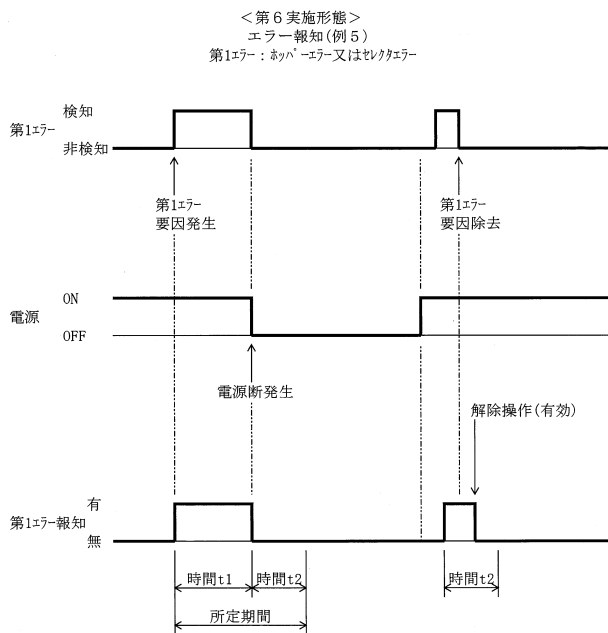 ＜第６実施形態＞
エラー報知(例５)
第1ｴﾗｰ：ﾎｯﾊﾟｰｴﾗｰ又はｾﾚｸﾀｴﾗｰ
検知
第1ｴﾗｰ
非検知
第1ｴﾗｰ
要因発生
第1ｴﾗｰ
要因除去
ON
電源
OFF
電源断発生
解除操作(有効)
有
第1ｴﾗｰ報知
無
時間t1
時間t2
時間t2
所定期間